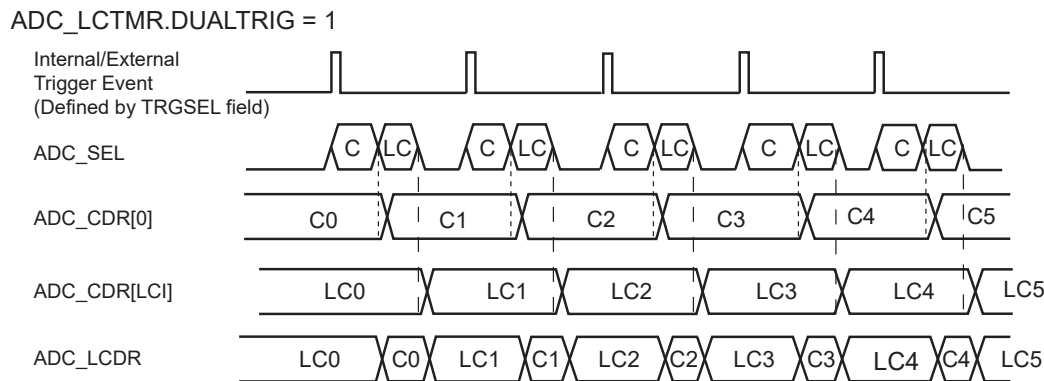 ADC_LCTMR.DUALTRIG = 1
Internal/External
Trigger Event
(Defined by TRGSEL field)
ADC_SEL C LC C LC C LC C LC C LC
ADC_CDR[0] C0 C1 C2 C3 C4 C5
ADC_CDR[LCI] LC0 LC1 LC2 LC3 LC4 LC5
ADC_LCDR LC0 C0 LC1 C1 LC2 C2 LC3 C3 LC4 C4 LC5